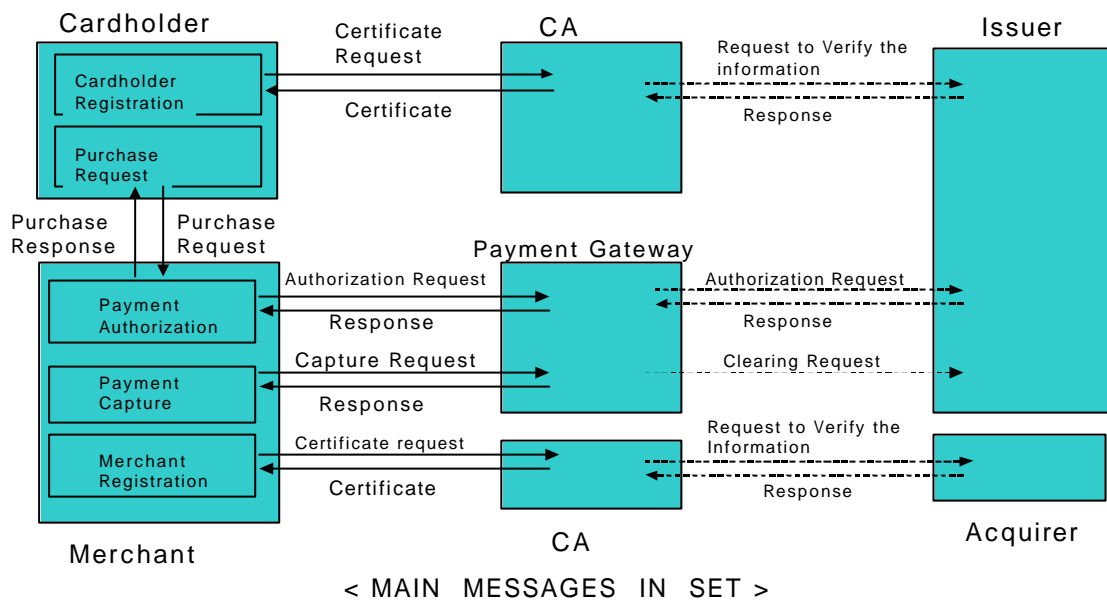 Cardholder
CA
Issuer
Certificate
Request
Request to Verify the
information
Cardholder
Registration
Certificate
Response
Purchase
Request
Purchase
Response
Purchase
Request
Payment Gateway
Authorization Request
Authorization Request
Payment
Authorization
Response
Response
Capture Request
Clearing Request
Payment
Capture
Response
Certificate request
Request to Verify the
Information
Merchant
Registration
Certificate
Response
Merchant
CA
Acquirer
< MAIN MESSAGES IN SET >